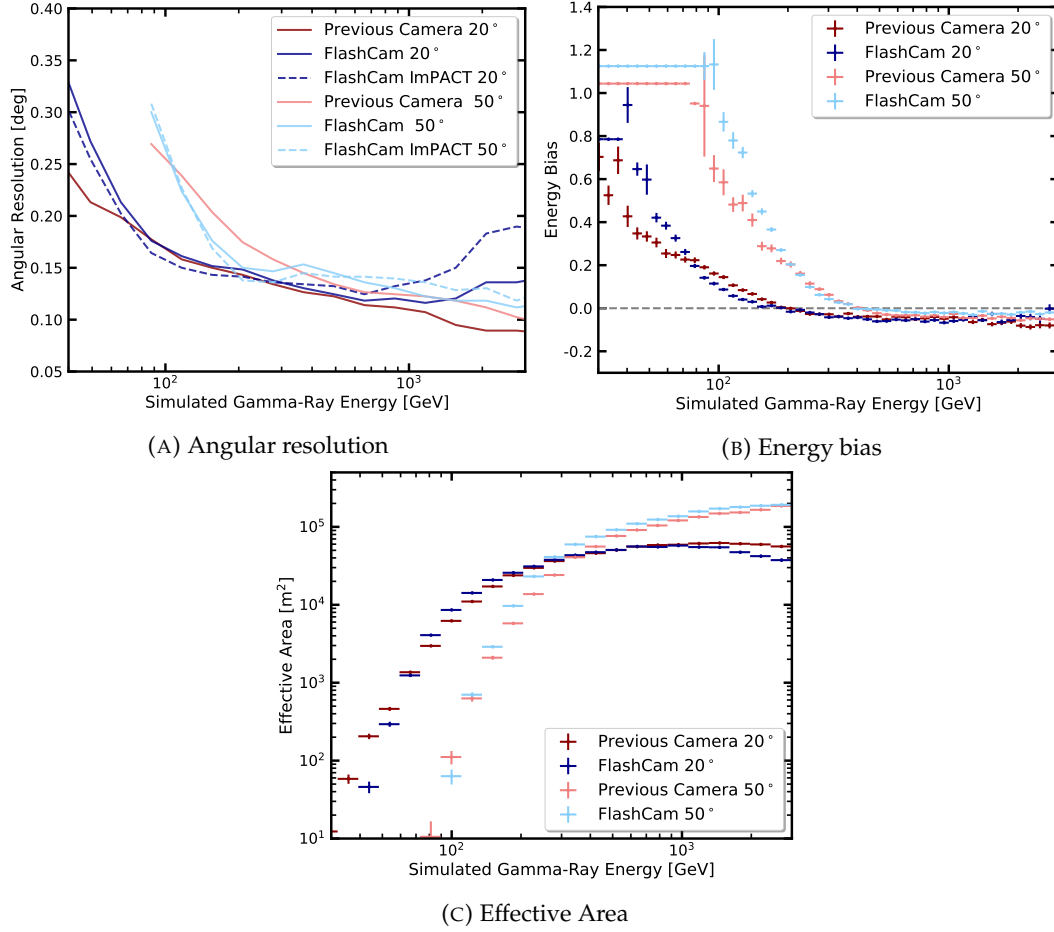 0.40
0.35
0.30
0.25
0.20
0.15
0.10
0.05
Angular Resolution [deg]
Previous Camera 20°
FlashCam 20°
FlashCam ImPACT 20°
Previous Camera 50°
FlashCam 50°
FlashCam ImPACT 50°
10²
10³
Simulated Gamma-Ray Energy [GeV]
(A) Angular resolution
1.4
1.2
1.0
0.8
0.6
0.4
0.2
0.0
-0.2
Energy Bias
Previous Camera 20°
FlashCam 20°
Previous Camera 50°
FlashCam 50°
10²
10³
Simulated Gamma-Ray Energy [GeV]
(B) Energy bias
10⁵
10⁴
10³
10²
10¹
Effective Area [m²]
Previous Camera 20°
FlashCam 20°
Previous Camera 50°
FlashCam 50°
10²
10³
Simulated Gamma-Ray Energy [GeV]
(C) Effective Area